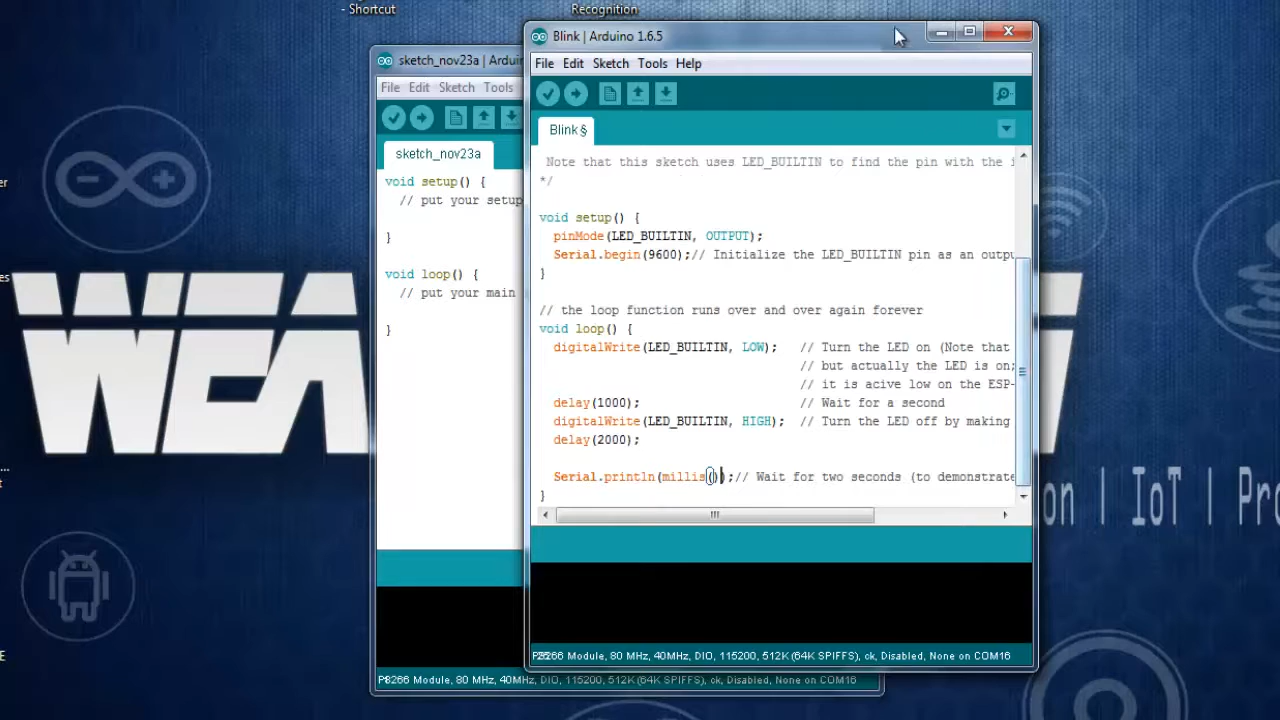 - Shortcut
Recognition
sketch_nov23a | Ardu
File Edit Sketch Tools
sketch_nov23a
void setup() {
// put your setup
}
void loop() {
// put your main
}
Blink | Arduino 1.6.5
File Edit Sketch Tools Help
Blink §
Note that this sketch uses LED_BUILTIN to find the pin with the i
*/
void setup() {
pinMode(LED_BUILTIN, OUTPUT);
Serial.begin(9600);// Initialize the LED_BUILTIN pin as an outpu
}
// the loop function runs over and over again forever
void loop() {
digitalWrite(LED_BUILTIN, LOW); // Turn the LED on (Note that
// but actually the LED is on;
// it is acive low on the ESP-
delay(1000); // Wait for a second
digitalWrite(LED_BUILTIN, HIGH); // Turn the LED off by making
delay(2000);
Serial.println(millis());// Wait for two seconds (to demonstrate
}
8266 Module, 80 MHz, 40MHz, DIO, 115200, 512K (64K SPIFFS), ck, Disabled, None on COM16
8266 Module, 80 MHz, 40MHz, DIO, 115200, 512K (64K SPIFFS), ck, Disabled, None on COM16
on | IoT | Pro